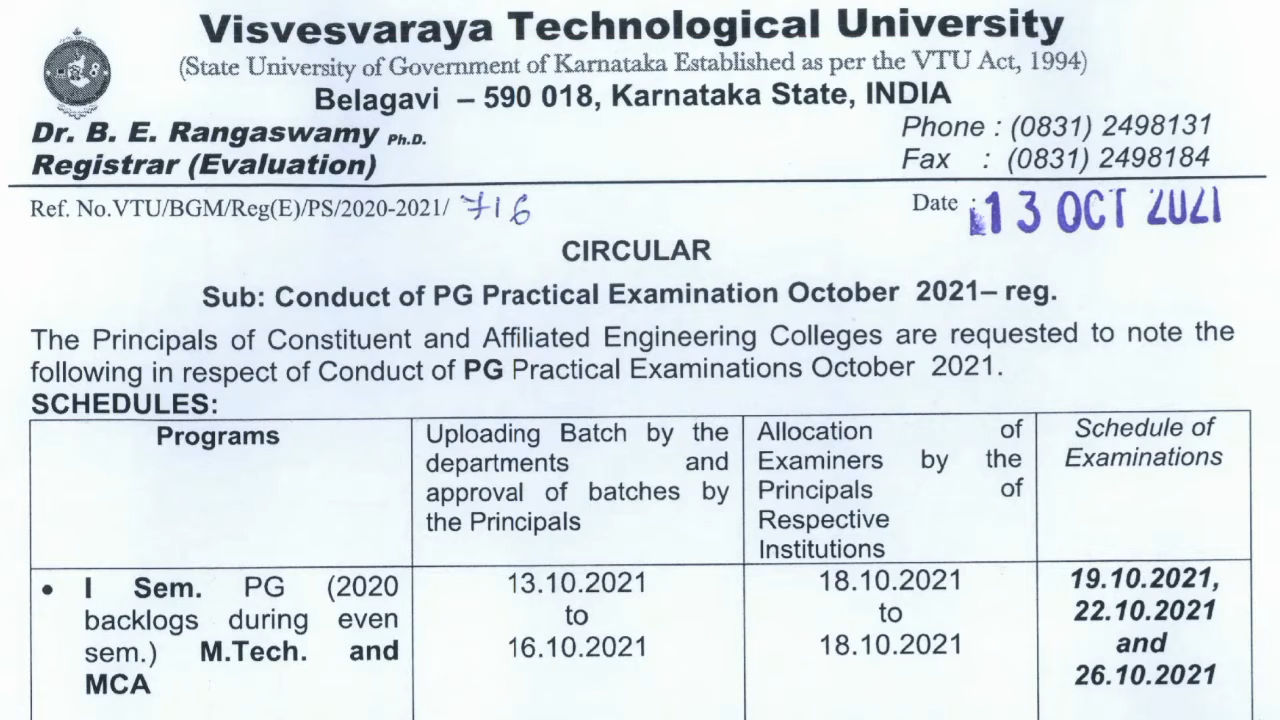 Visvesvaraya Technological University
(State University of Government of Karnataka Established as per the VTU Act, 1994)
Belagavi – 590 018, Karnataka State, INDIA
Dr. B. E. Rangaswamy Ph.D.
Registrar (Evaluation)
Phone : (0831) 2498131
Fax : (0831) 2498184
Ref. No.VTU/BGM/Reg(E)/PS/2020-2021/ 716
Date : 13 OCT 2021
CIRCULAR
Sub: Conduct of PG Practical Examination October 2021– reg.
The Principals of Constituent and Affiliated Engineering Colleges are requested to note the
following in respect of Conduct of PG Practical Examinations October 2021.
SCHEDULES:
Programs
Uploading Batch by the
departments and
approval of batches by
the Principals
Allocation of
Examiners by the
Principals of
Respective
Institutions
Schedule of
Examinations
• I Sem. PG (2020
backlogs during even
sem.) M.Tech. and
MCA
13.10.2021
to
16.10.2021
18.10.2021
to
18.10.2021
19.10.2021,
22.10.2021
and
26.10.2021